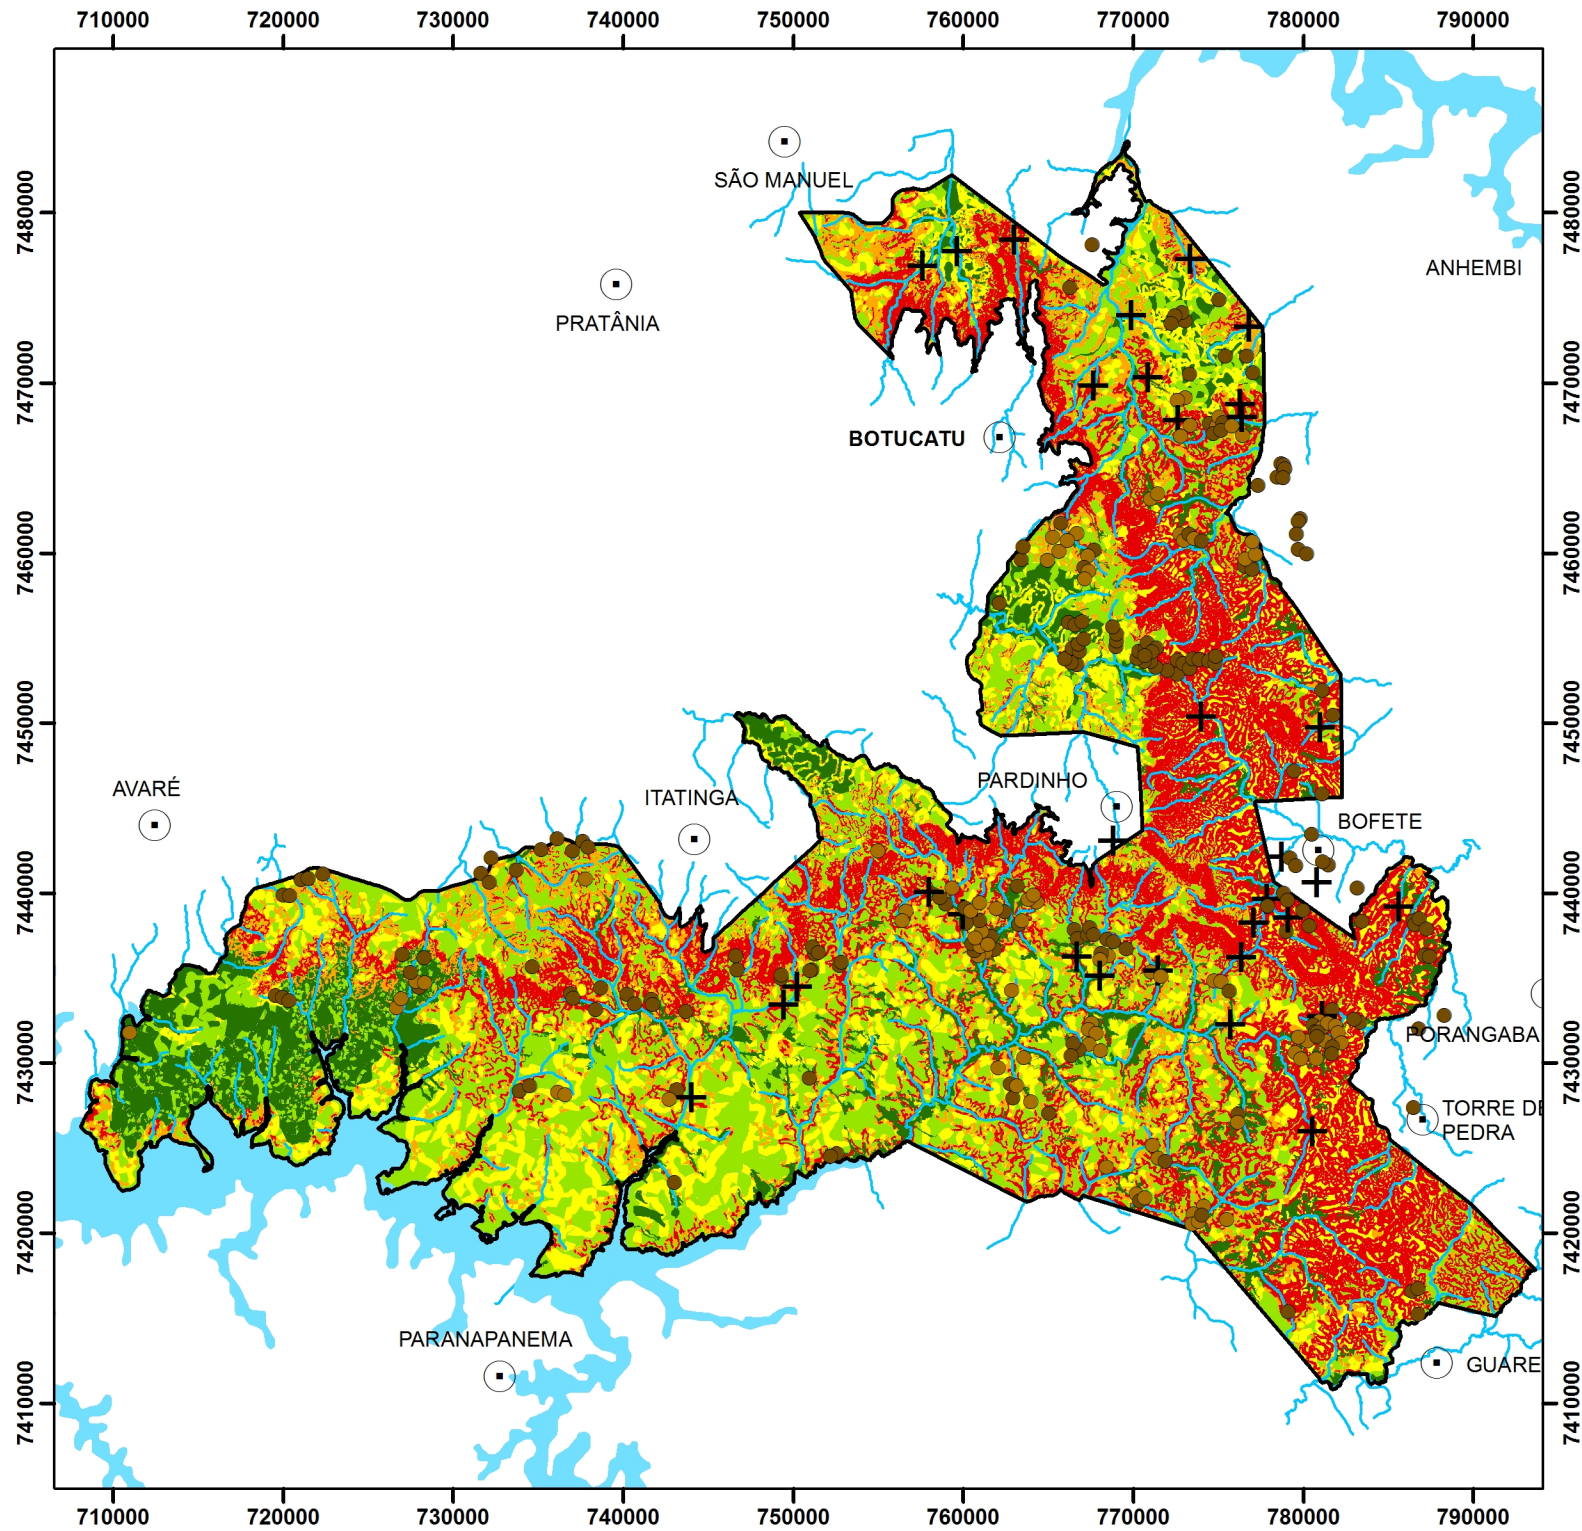 710000 720000 730000 740000 750000 760000 770000 780000 790000
7480000 7480000
7470000 7470000
7460000 7460000
7450000 7450000
7440000 7440000
7430000 7430000
7420000 7420000
7410000 7410000
SÃO MANUEL
ANHEMBI
PRATÂNIA
BOTUCATU
PARDINHO
AVARÉ
ITATINGA
BOFETE
PORANGABA
TORRE DE
PEDRA
PARANAPANEMA
GUARE
710000 720000 730000 740000 750000 760000 770000 780000 790000